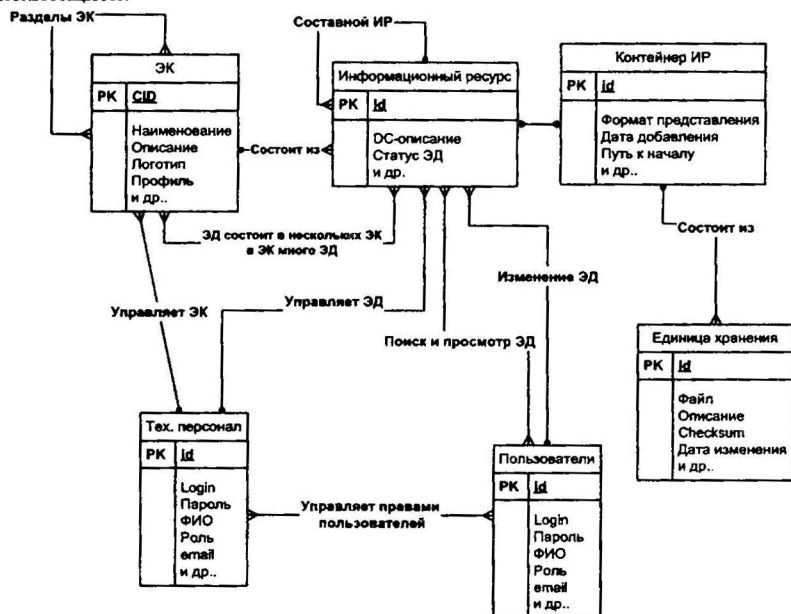 Разделы ЭК
ЭК
PK CID
Наименование
Описание
Логотип
Профиль
и др..
Составной ИР
Информационный ресурс
PK id
DC-описание
Статус ЭД
и др.
Контейнер ИР
PK id
Формат представления
Дата добавления
Путь к началу
и др..
Состоит из
ЭД состоит в нескольких ЭК
в ЭК много ЭД
Состоит из
Управляет ЭК
Управляет ЭД
Изменение ЭД
Поиск и просмотр ЭД
Единица хранения
PK id
Файл
Описание
Checksum
Дата изменения
и др..
Тех. персонал
PK id
Login
Пароль
ФИО
Роль
email
и др..
Управляет правами
пользователей
Пользователи
PK id
Login
Пароль
ФИО
Роль
email
и др..